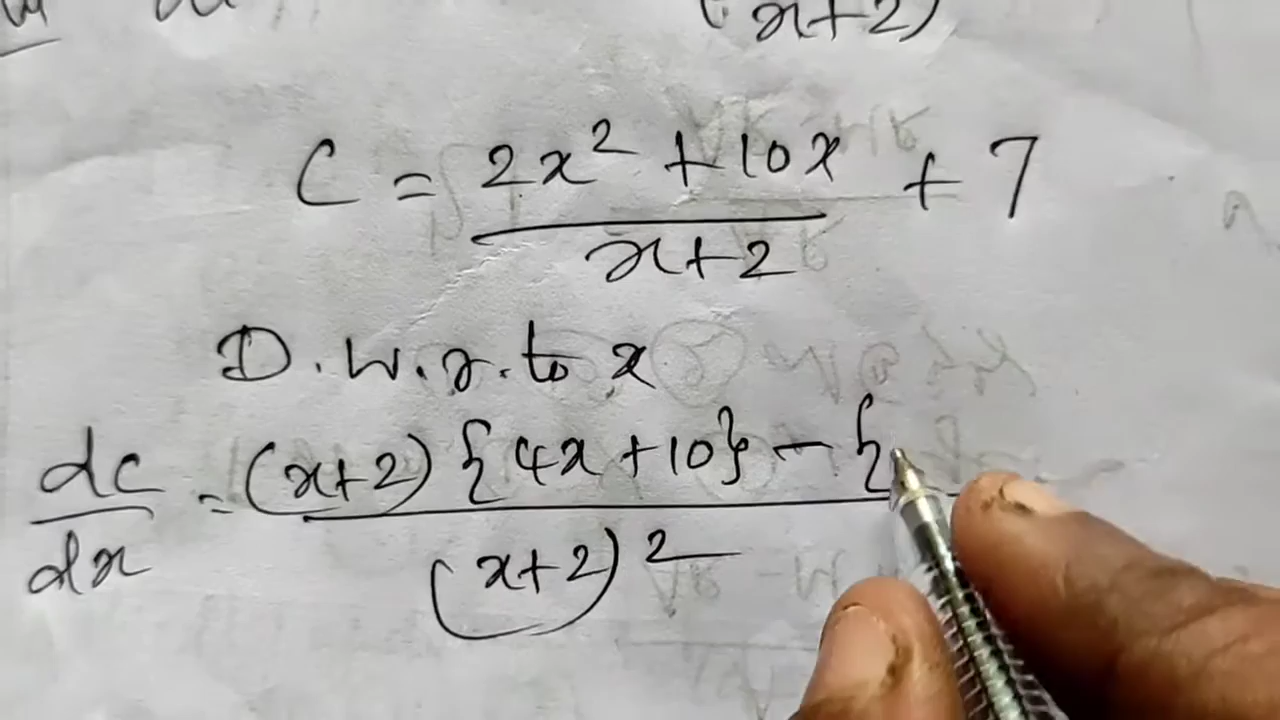 x+2)
C = 2x² + 10x / x+2 + 7
D.w.r.to x
dc/dx = (x+2) {4x+10} - { / (x+2)²